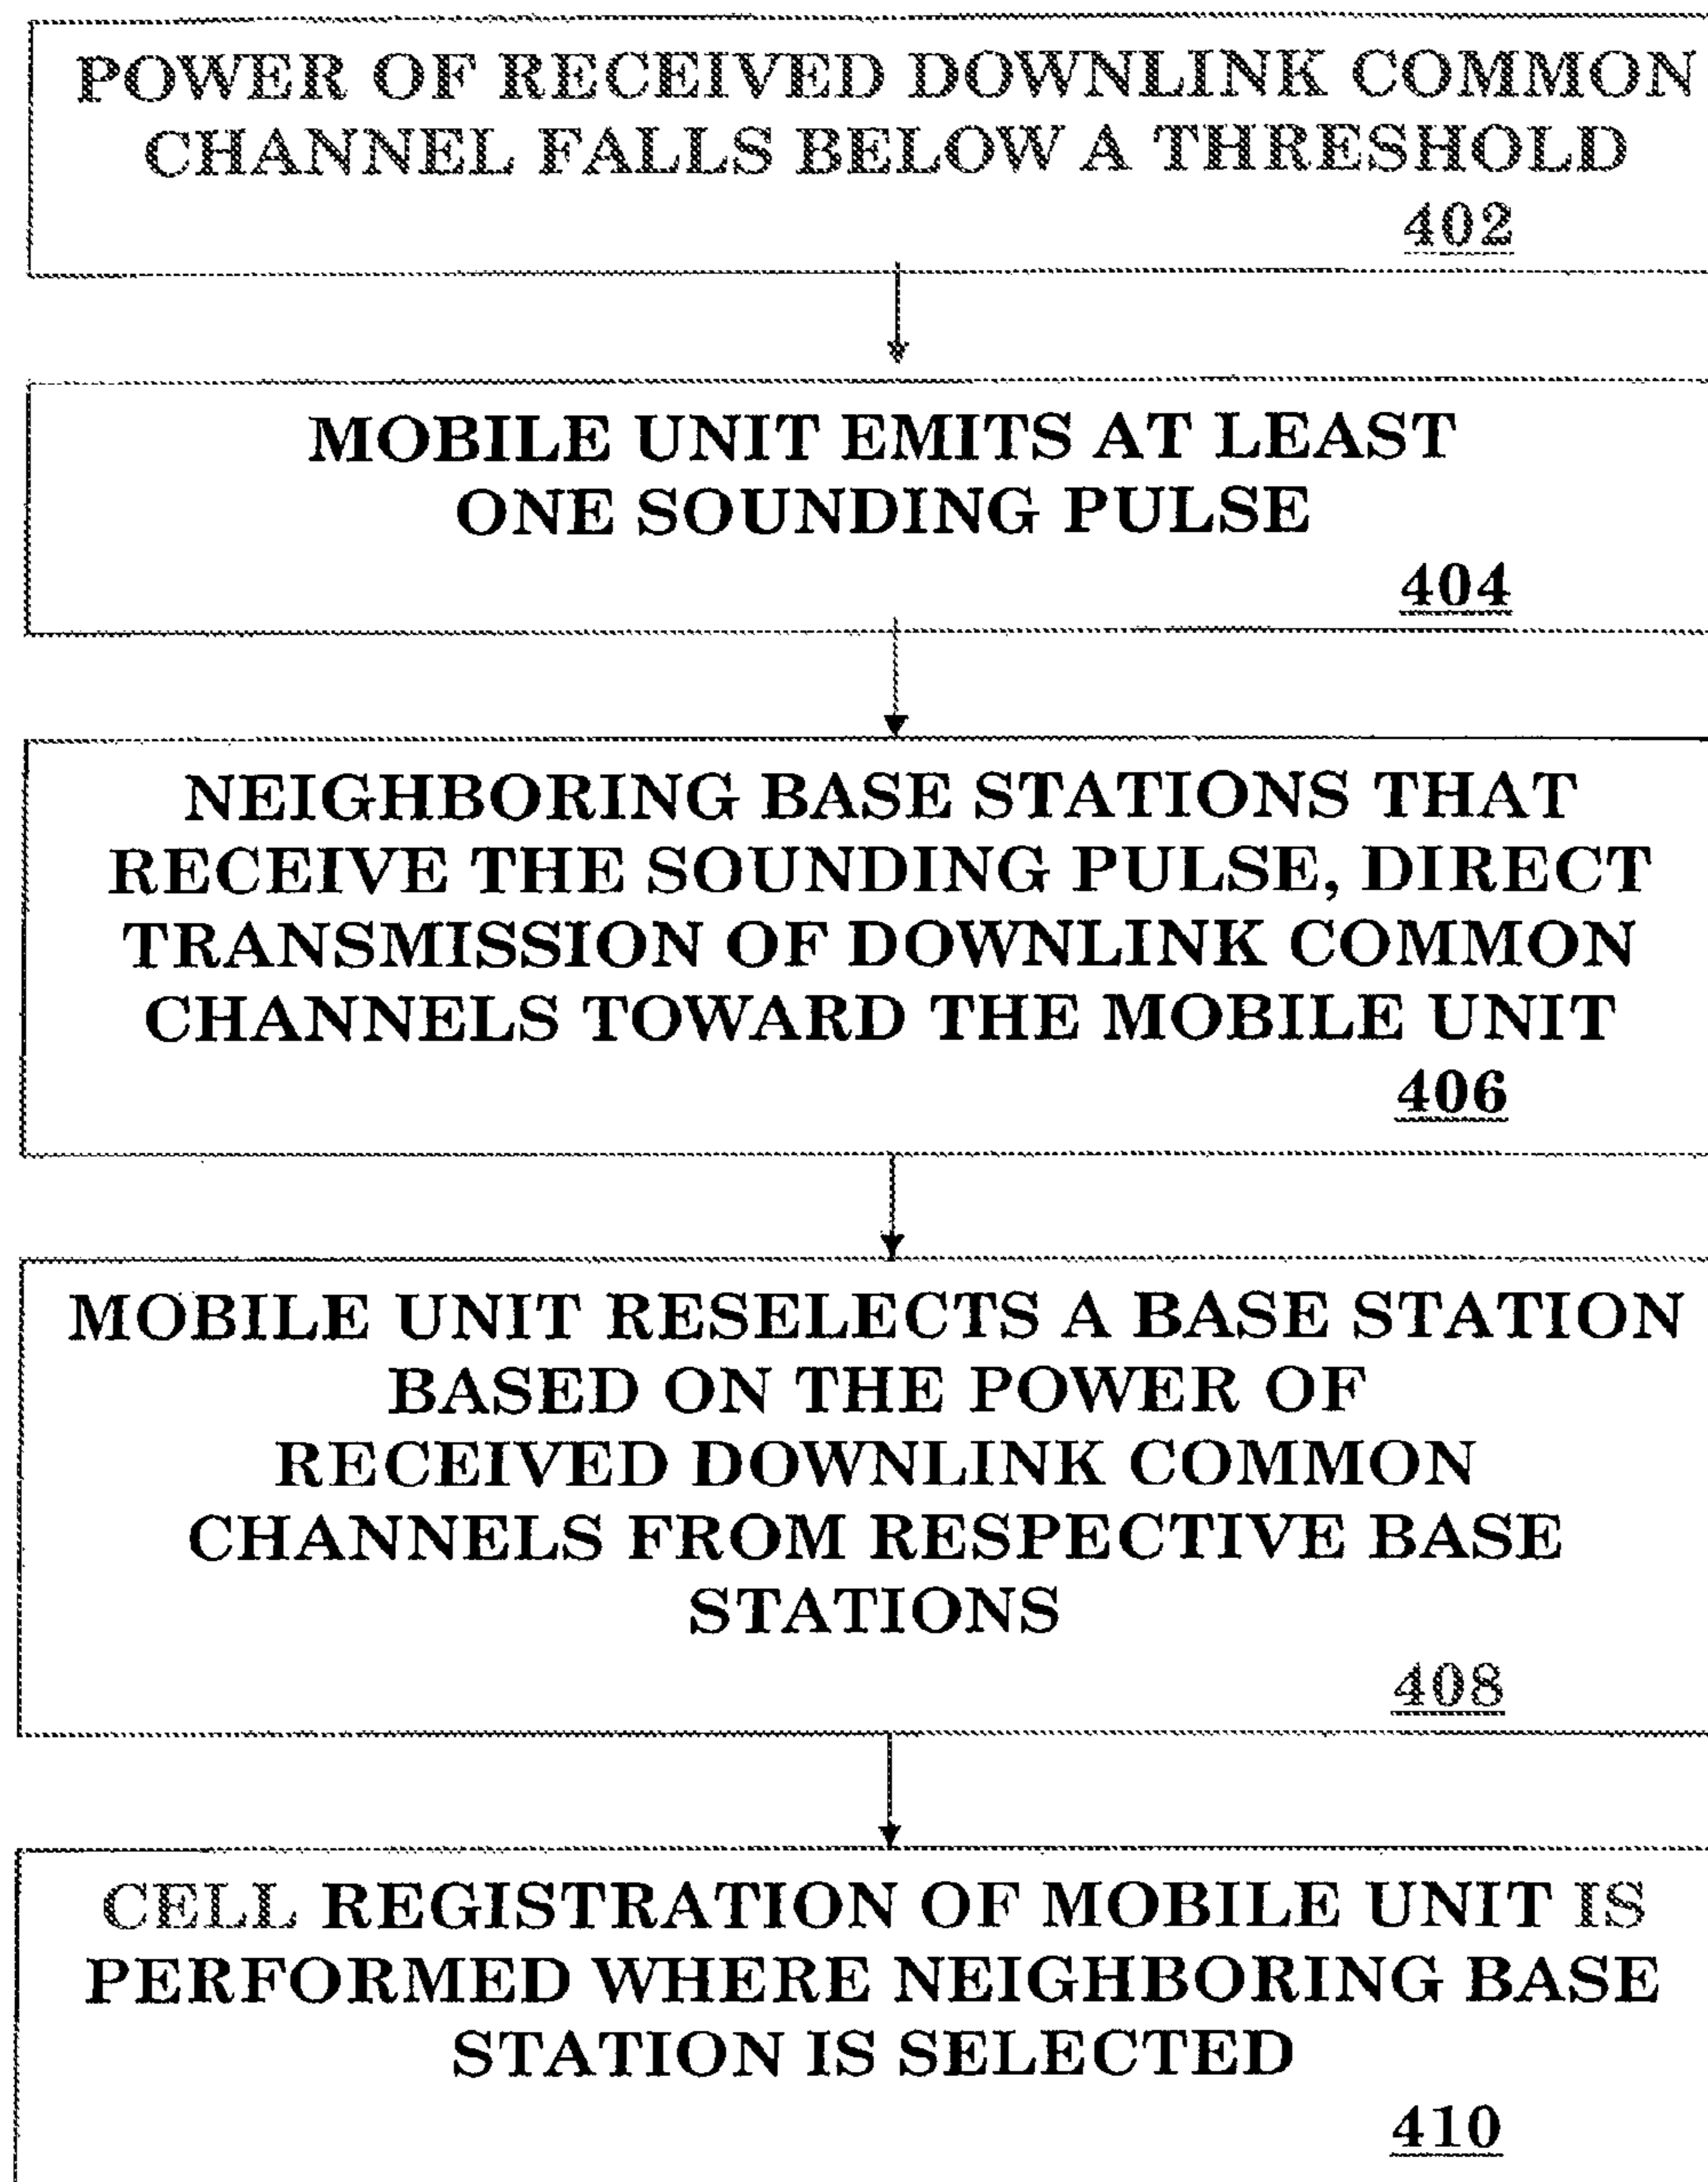 POWER OF RECEIVED DOWNLINK COMMON
CHANNEL FALLS BELOW A THRESHOLD
402
MOBILE UNIT EMITS AT LEAST
ONE SOUNDING PULSE
404
NEIGHBORING BASE STATIONS THAT
RECEIVE THE SOUNDING PULSE, DIRECT
TRANSMISSION OF DOWNLINK COMMON
CHANNELS TOWARD THE MOBILE UNIT
406
MOBILE UNIT RESELECTS A BASE STATION
BASED ON THE POWER OF
RECEIVED DOWNLINK COMMON
CHANNELS FROM RESPECTIVE BASE
STATIONS
408
CELL REGISTRATION OF MOBILE UNIT IS
PERFORMED WHERE NEIGHBORING BASE
STATION IS SELECTED
410